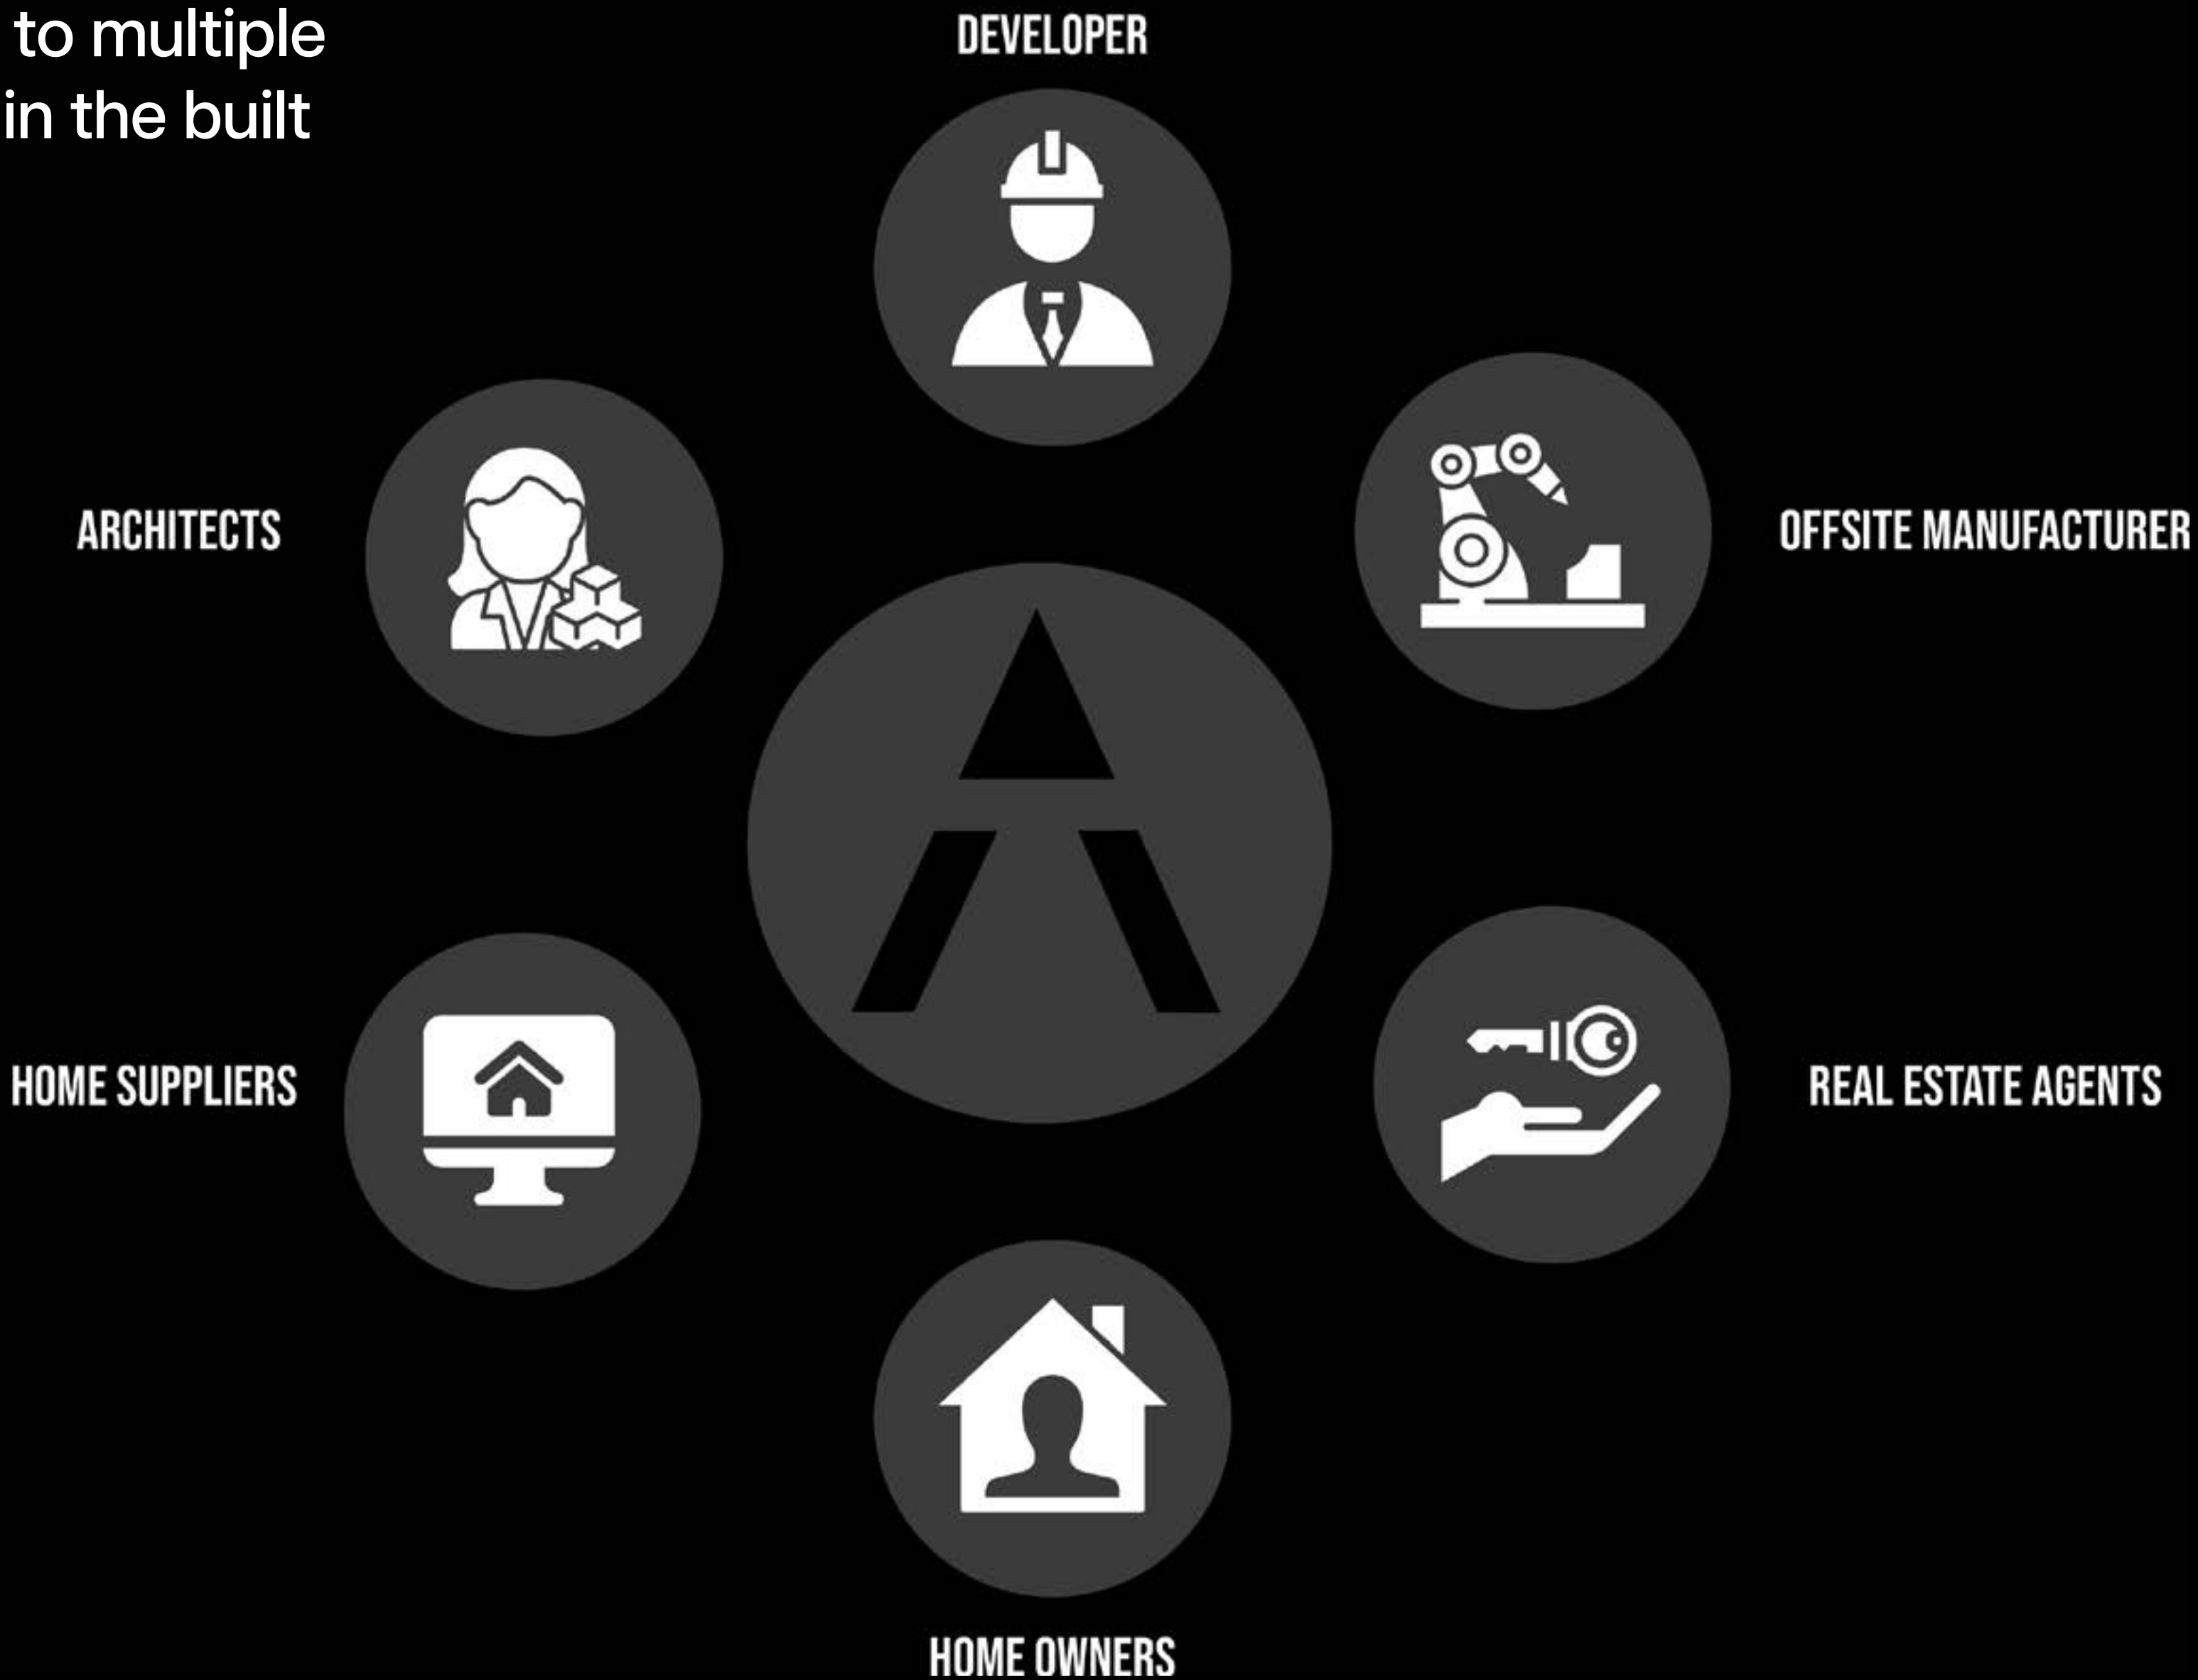 to multiple
in the built
DEVELOPER
ARCHITECTS
OFFSITE MANUFACTURER
HOME SUPPLIERS
REAL ESTATE AGENTS
HOME OWNERS